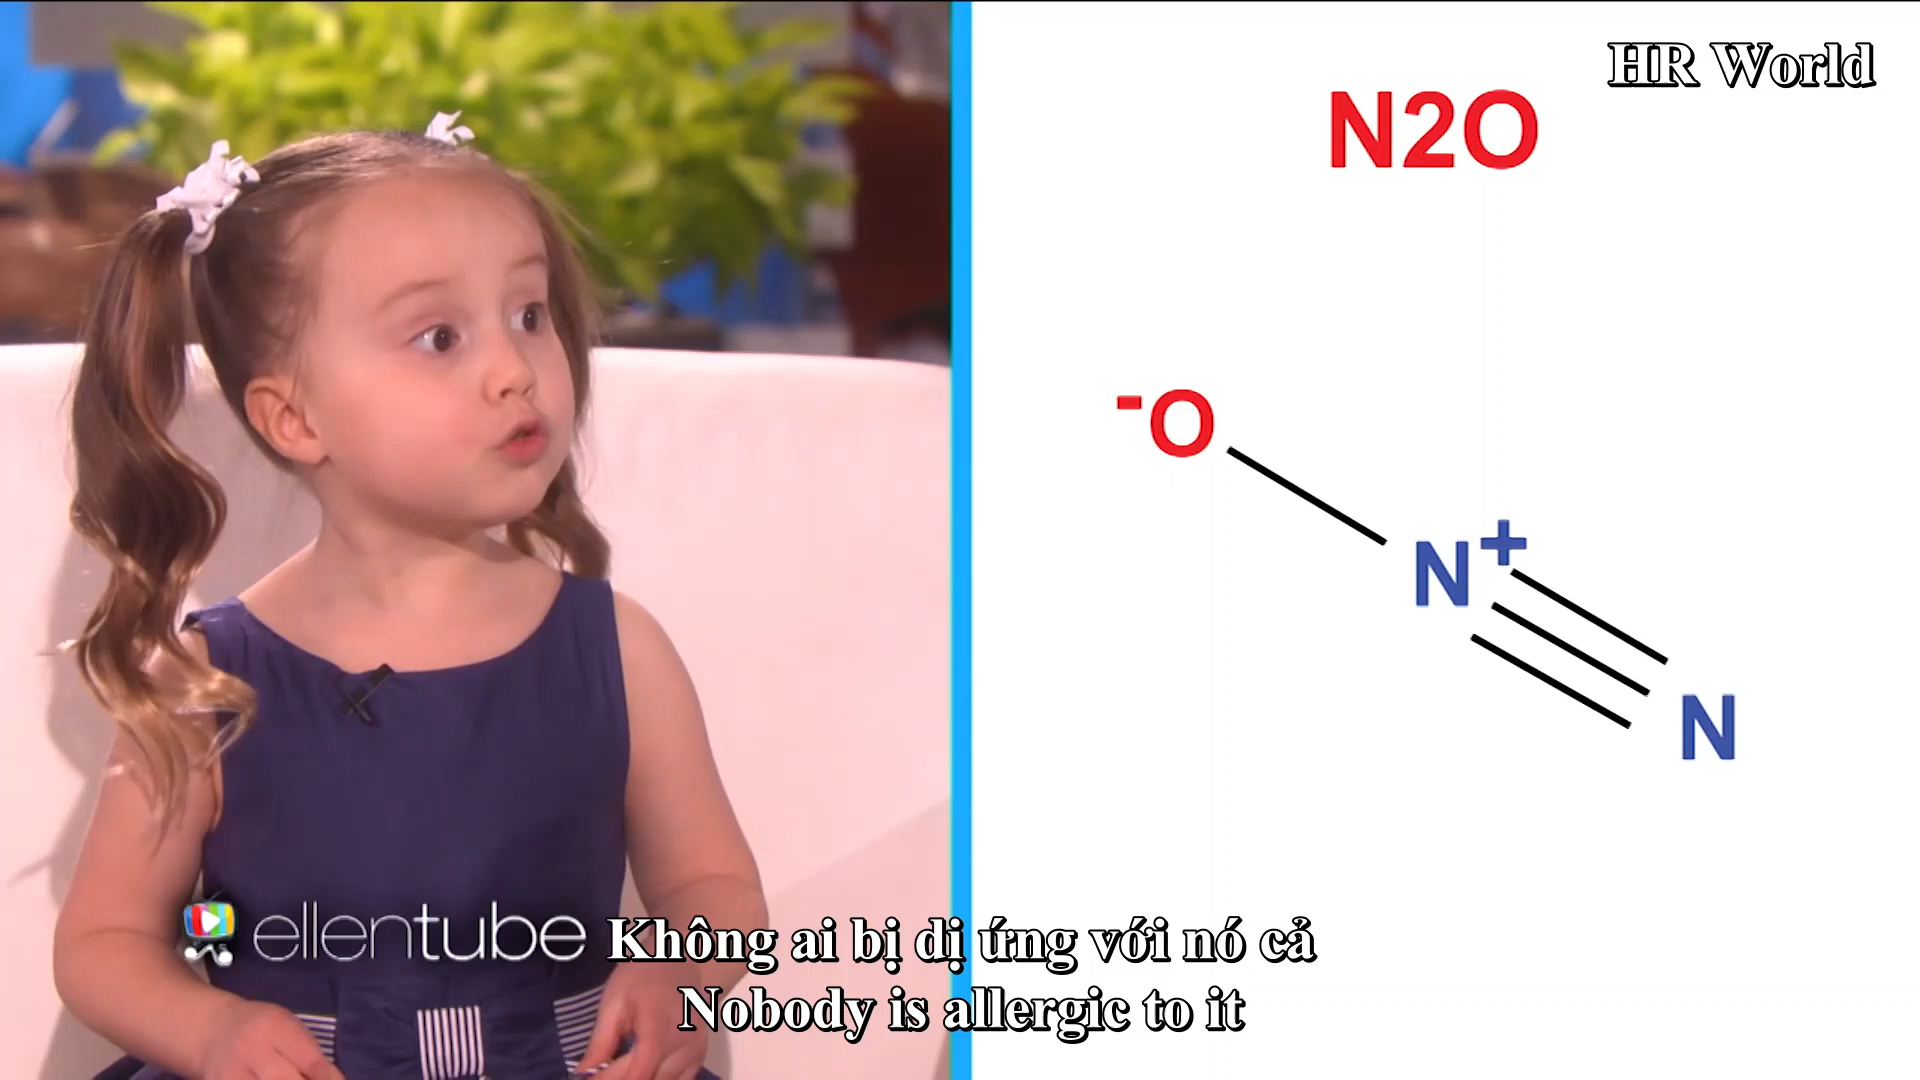 HR World
N2O
-O
N+
N
ellentube
Không ai bị dị ứng với nó cả
Nobody is allergic to it